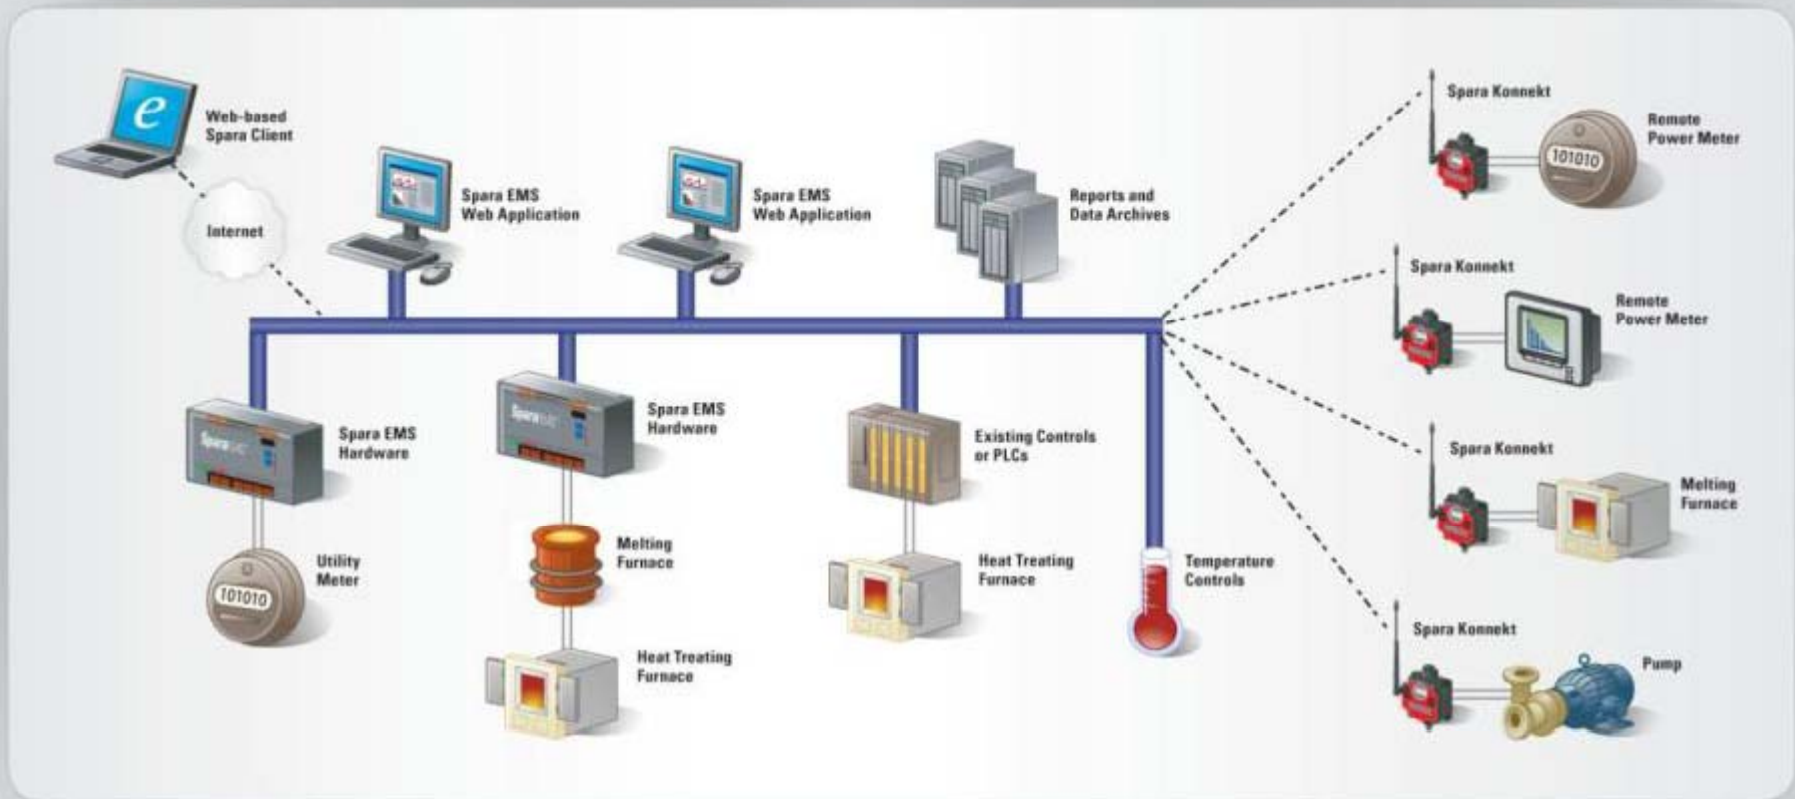 Web-based
Spara Client
Internet
Spara EMS
Web Application
Spara EMS
Web Application
Reports and
Data Archives
Spara Konnekt
Remote
Power Meter
101010
Spara Konnekt
Remote
Power Meter
Spara EMS
Hardware
Spara
Spara EMS
Hardware
Spara
Existing Controls
or PLCs
Spara Konnekt
Melting
Furnace
Utility
Meter
101010
Melting
Furnace
Heat Treating
Furnace
Heat Treating
Furnace
Temperature
Controls
Spara Konnekt
Pump